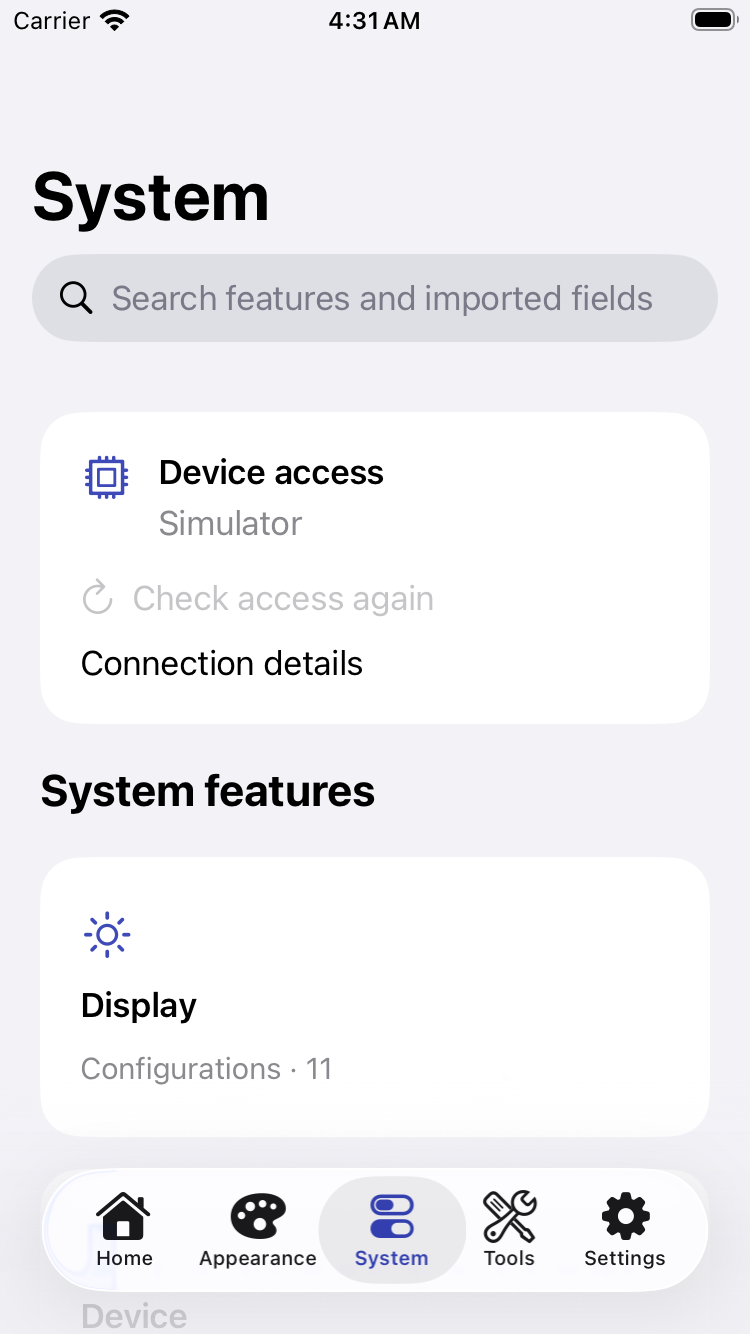 Carrier 4:31 AM
System
Search features and imported fields
Device access
Simulator
Check access again
Connection details
System features
Display
Configurations · 11
Home Appearance System Tools Settings
Device